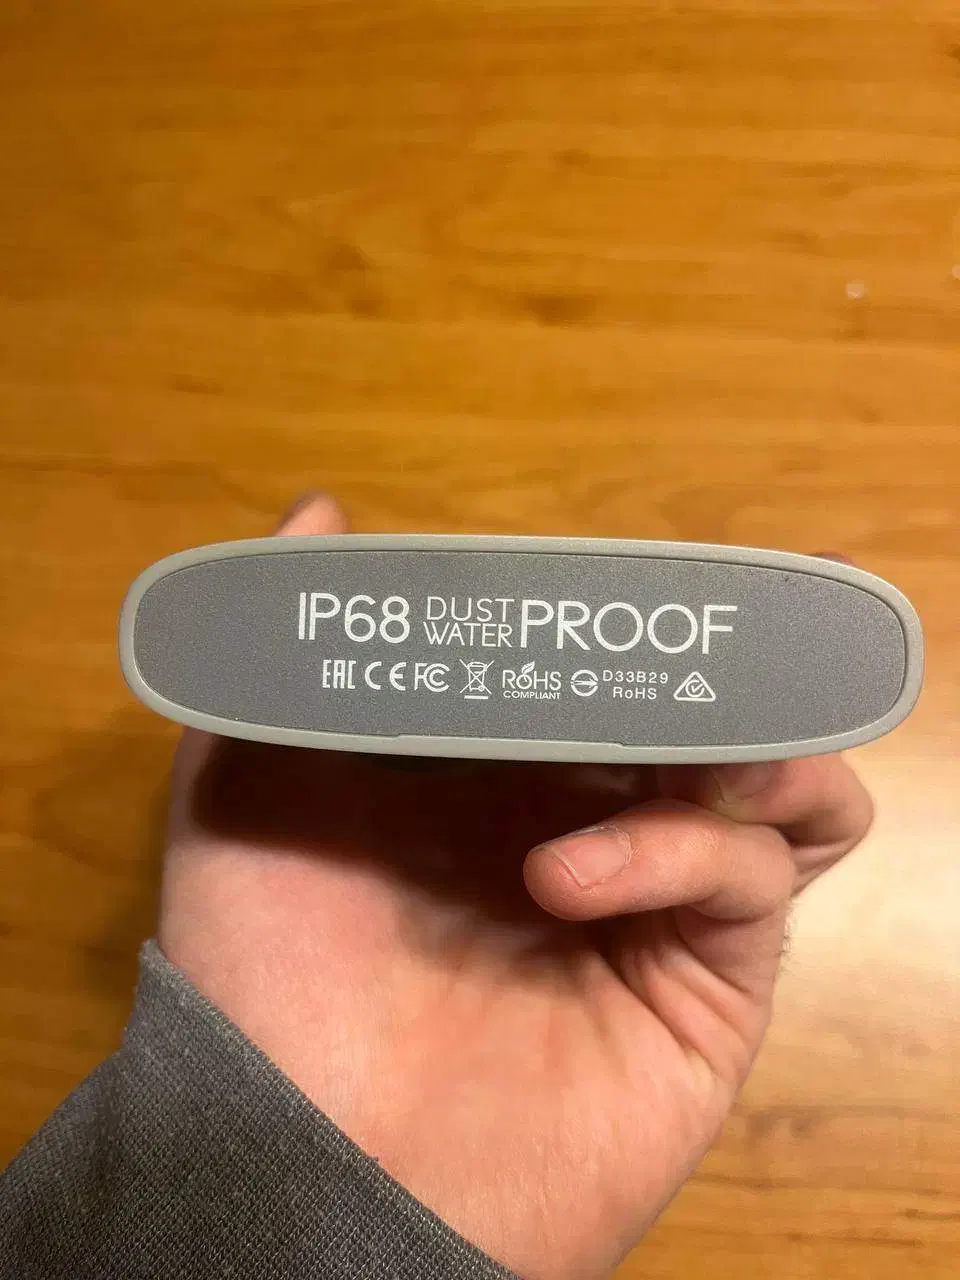 IP68 DUST WATER PROOF
EAC CE FC RoHS COMPLIANT D33B29 RoHS